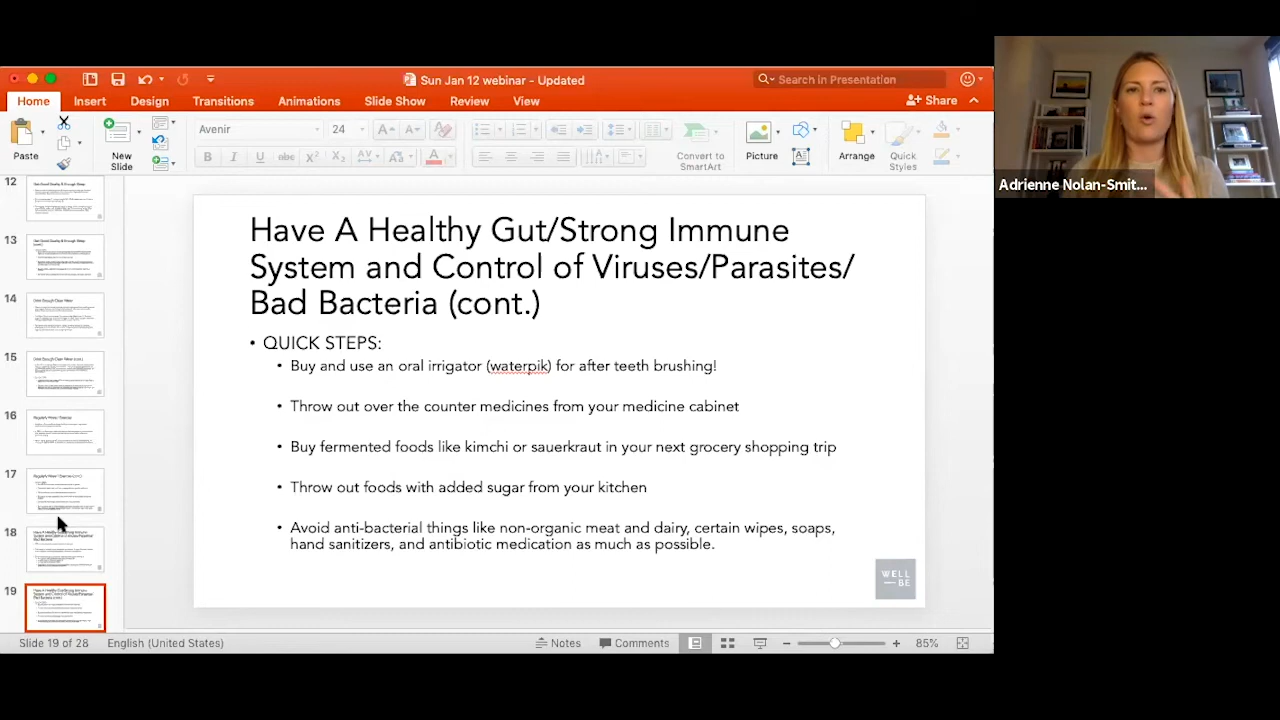 Sun Jan 12 webinar - Updated
Search in Presentation
Home Insert Design Transitions Animations Slide Show Review View
Share
Avenir 24
Paste
New
Slide
B I U abc X² X₂ AV A
Convert to
SmartArt
Picture
Arrange
Quick
Styles
Adrienne Nolan-Smit...
12
13
14
15
16
17
18
19
Have A Healthy Gut/Strong Immune
System and Control of Viruses/Parasites/
Bad Bacteria (cont.)
• QUICK STEPS:
• Buy and use an oral irrigator (waterpik) for after teeth brushing!
• Throw out over the counter medicines from your medicine cabinet
• Buy fermented foods like kimchi or sauerkraut in your next grocery shopping trip
• Throw out foods with added sugar from your kitchen
• Avoid anti-bacterial things like non-organic meat and dairy, certain wipes, soaps,
hand sanitizers, and antibiotic medications as much as possible.
WELL
BE
Slide 19 of 28 English (United States)
Notes Comments 85%